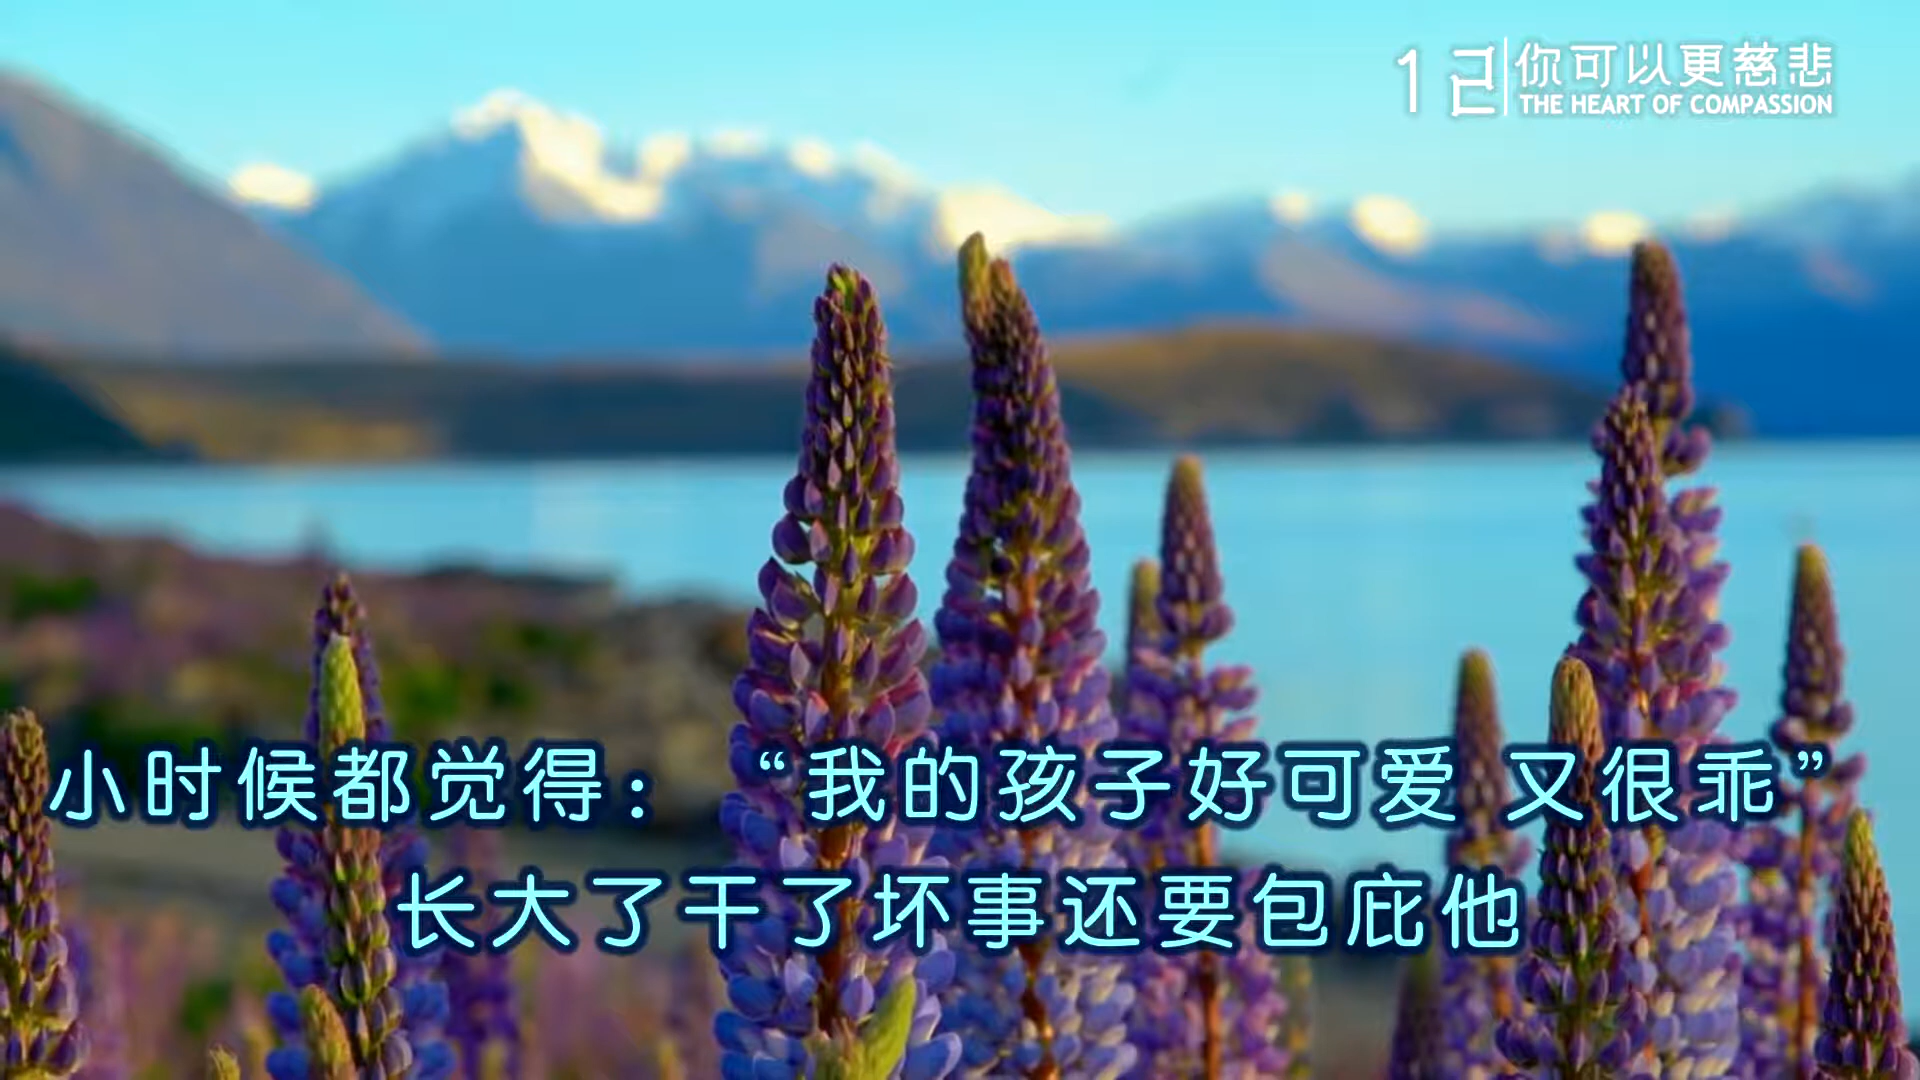 12 你可以更慈悲
THE HEART OF COMPASSION
小时候都觉得：“我的孩子好可爱 又很乖”
长大了干了坏事还要包庇他